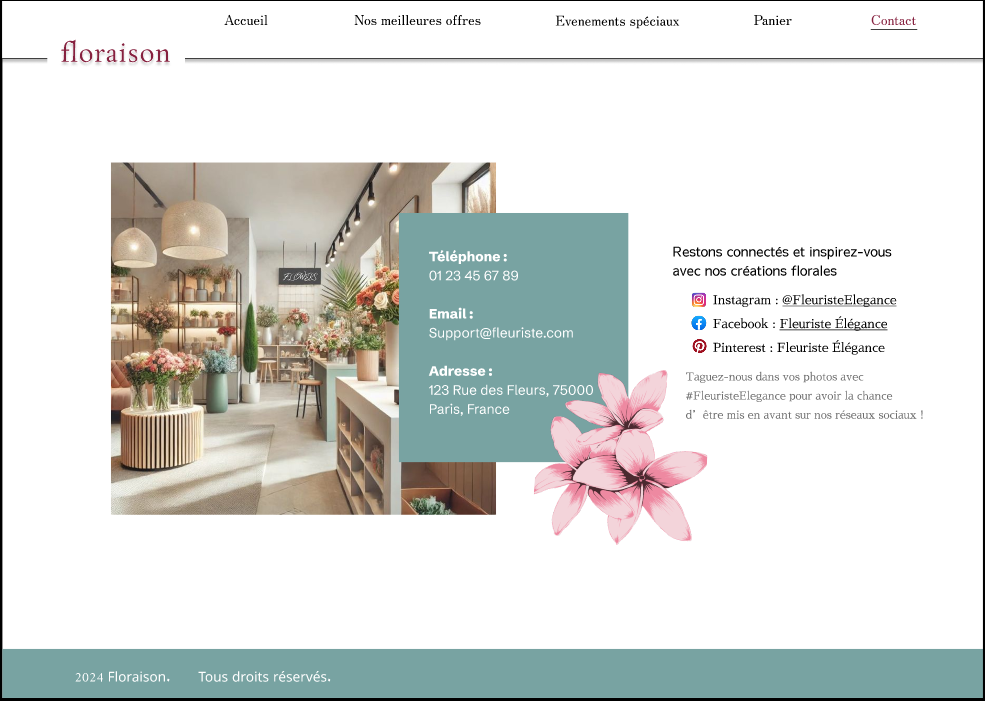 Accueil
Nos meilleures offres
Evenements spéciaux
Panier
Contact
floraison
FLOWERS
Téléphone :
01 23 45 67 89
Email :
Support@fleuriste.com
Adresse :
123 Rue des Fleurs, 75000
Paris, France
Restons connectés et inspirez-vous
avec nos créations florales
Instagram : @FleuristeElegance
Facebook : Fleuriste Élégance
Pinterest : Fleuriste Élégance
Taguez-nous dans vos photos avec
#FleuristeElegance pour avoir la chance
d’être mis en avant sur nos réseaux sociaux !
2024 Floraison. Tous droits réservés.